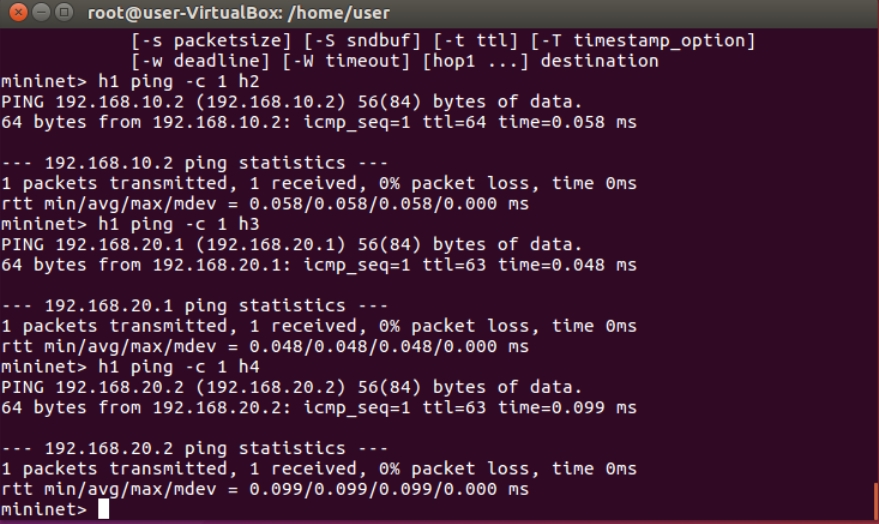 root@user-VirtualBox: /home/user
[-s packetsize] [-S sndbuf] [-t ttl] [-T timestamp_option]
[-w deadline] [-W timeout] [hop1 ...] destination
mininet> h1 ping -c 1 h2
PING 192.168.10.2 (192.168.10.2) 56(84) bytes of data.
64 bytes from 192.168.10.2: icmp_seq=1 ttl=64 time=0.058 ms
--- 192.168.10.2 ping statistics ---
1 packets transmitted, 1 received, 0% packet loss, time 0ms
rtt min/avg/max/mdev = 0.058/0.058/0.058/0.000 ms
mininet> h1 ping -c 1 h3
PING 192.168.20.1 (192.168.20.1) 56(84) bytes of data.
64 bytes from 192.168.20.1: icmp_seq=1 ttl=63 time=0.048 ms
--- 192.168.20.1 ping statistics ---
1 packets transmitted, 1 received, 0% packet loss, time 0ms
rtt min/avg/max/mdev = 0.048/0.048/0.048/0.000 ms
mininet> h1 ping -c 1 h4
PING 192.168.20.2 (192.168.20.2) 56(84) bytes of data.
64 bytes from 192.168.20.2: icmp_seq=1 ttl=63 time=0.099 ms
--- 192.168.20.2 ping statistics ---
1 packets transmitted, 1 received, 0% packet loss, time 0ms
rtt min/avg/max/mdev = 0.099/0.099/0.099/0.000 ms
mininet>